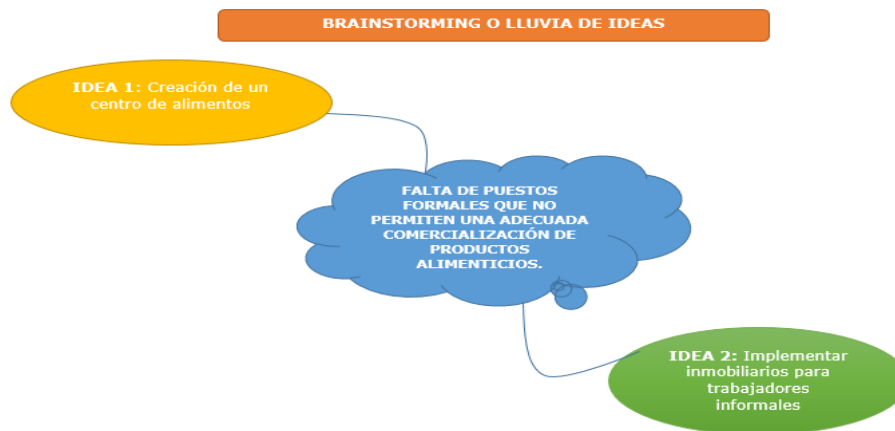 BRAINSTORMING O LLUVIA DE IDEAS
IDEA 1: Creación de un
centro de alimentos
FALTA DE PUESTOS
FORMALES QUE NO
PERMITEN UNA ADECUADA
COMERCIALIZACIÓN DE
PRODUCTOS
ALIMENTICIOS.
IDEA 2: Implementar
inmobiliarios para
trabajadores
informales